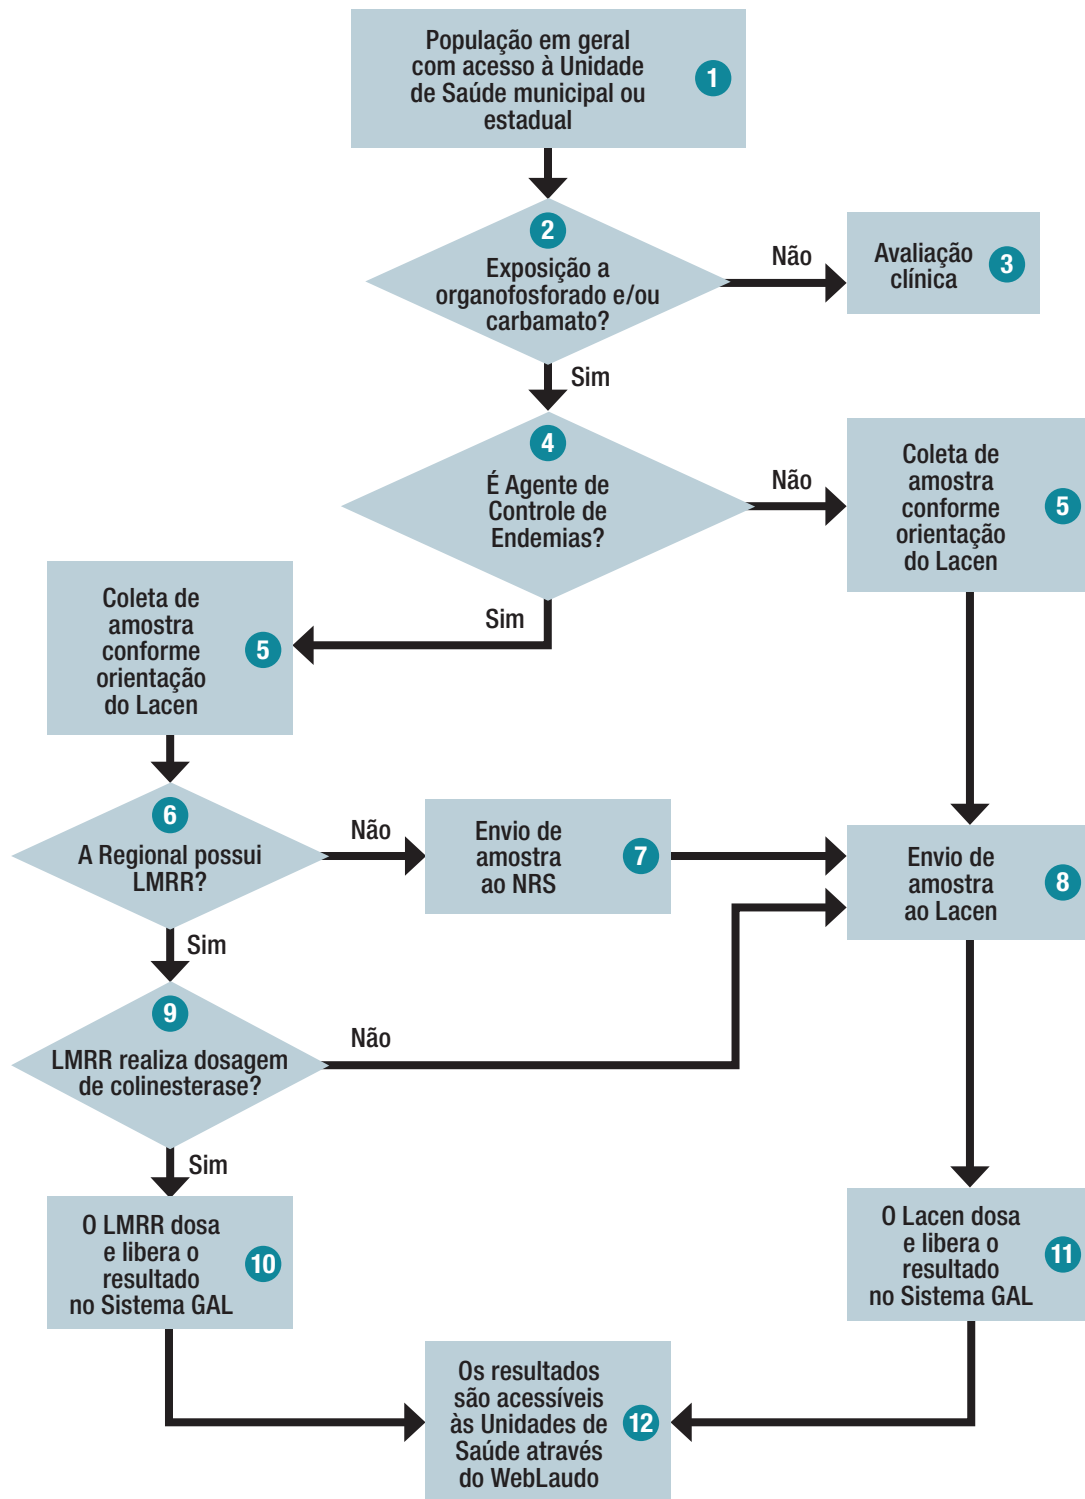 População em geral
com acesso à Unidade
de Saúde municipal ou
estadual
1
2
Exposição a
organofosforado e/ou
carbamato?
Não
Avaliação
clínica
3
Sim
4
É Agente de
Controle de
Endemias?
Não
Coleta de
amostra
conforme
orientação
do Lacen
5
Sim
Coleta de
amostra
conforme
orientação
do Lacen
5
6
A Regional possui
LMRR?
Não
Envio de
amostra
ao NRS
7
Envio de
amostra
ao Lacen
8
Sim
9
LMRR realiza dosagem
de colinesterase?
Não
Sim
O LMRR dosa
e libera o
resultado
no Sistema GAL
10
O Lacen dosa
e libera o
resultado
no Sistema GAL
11
Os resultados
são acessíveis
às Unidades de
Saúde através
do WebLaudo
12